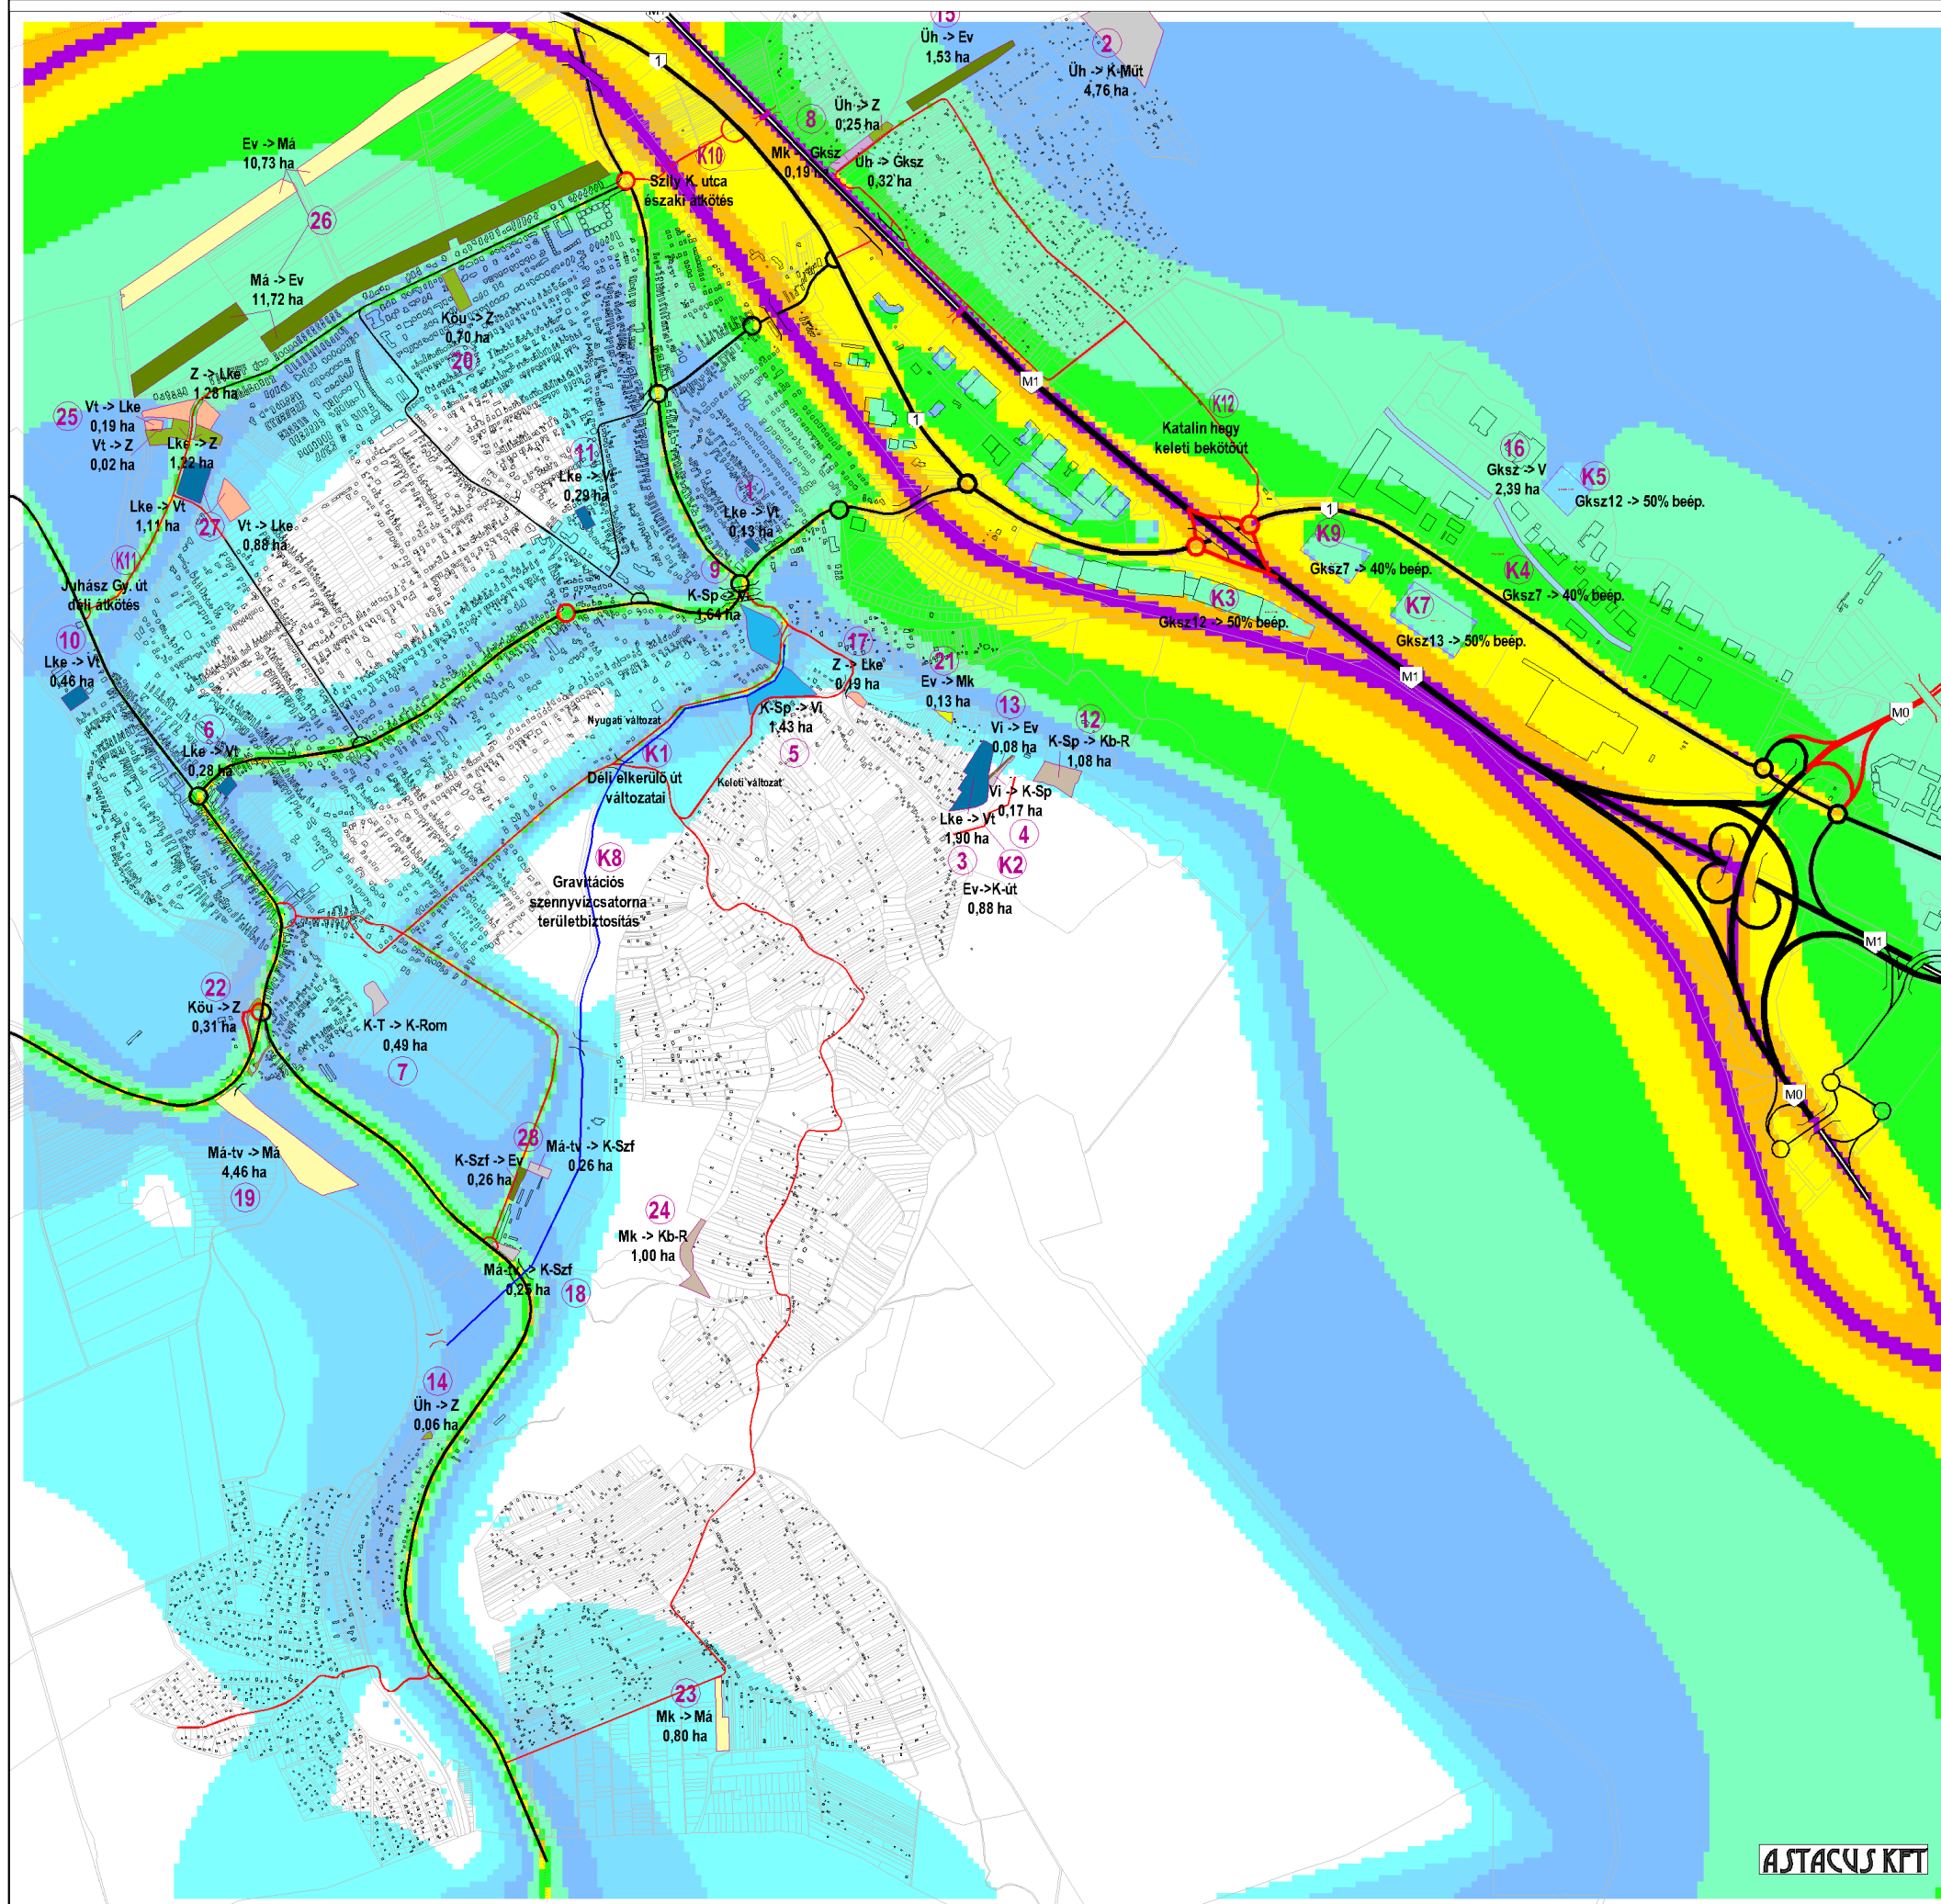 M1
1
15
Üh -> Ev
1,53 ha
2
Üh -> K-Műt
4,76 ha
8
Üh -> Z
0,25 ha
K10
Mk -> Gksz
0,19 ha
Üh -> Gksz
0,32 ha
Szily K. utca
északi átkötés
Ev -> Má
10,73 ha
26
Má -> Ev
11,72 ha
Köu -> Z
0,70 ha
20
Z -> Lke
1,28 ha
25
Vt -> Lke
0,19 ha
Vt -> Z
0,02 ha
Lke -> Z
1,22 ha
Lke -> Vt
1,11 ha
27
Vt -> Lke
0,88 ha
11
Lke -> Vt
0,29 ha
1
Lke -> Vt
0,13 ha
M1
1
K12
Katalin hegy
keleti bekötőút
16
Gksz -> V
2,39 ha
K5
Gksz12 -> 50% beép.
1
K9
Gksz7 -> 40% beép.
K4
Gksz7 -> 40% beép.
K3
Gksz12 -> 50% beép.
K7
Gksz13 -> 50% beép.
M1
M0
K11
Juhász Gy. út
déli átkötés
9
K-Sp -> Vi
1,64 ha
10
Lke -> Vt
0,46 ha
17
Z -> Lke
0,19 ha
21
Ev -> Mk
0,13 ha
6
Lke -> Vt
0,28 ha
Nyugati változat
K1
Déli elkerülő út
változatai
Keleti változat
K-Sp -> Vi
1,43 ha
5
13
Vi -> Ev
0,08 ha
12
K-Sp -> Kb-R
1,08 ha
Vi -> K-Sp
0,17 ha
4
Lke -> Vt
1,90 ha
3
K2
Ev->K-út
0,88 ha
K8
Gravitációs
szennyvízcsatorna
területbiztosítás
M1
M0
22
Köu -> Z
0,31 ha
K-T -> K-Rom
0,49 ha
7
Má-tv -> Má
4,46 ha
19
28
Má-tv -> K-Szf
0,26 ha
K-Szf -> Ev
0,26 ha
Má-tv -> K-Szf
0,25 ha
18
24
Mk -> Kb-R
1,00 ha
14
Üh -> Z
0,06 ha
23
Mk -> Má
0,80 ha
ASTACUS KFT